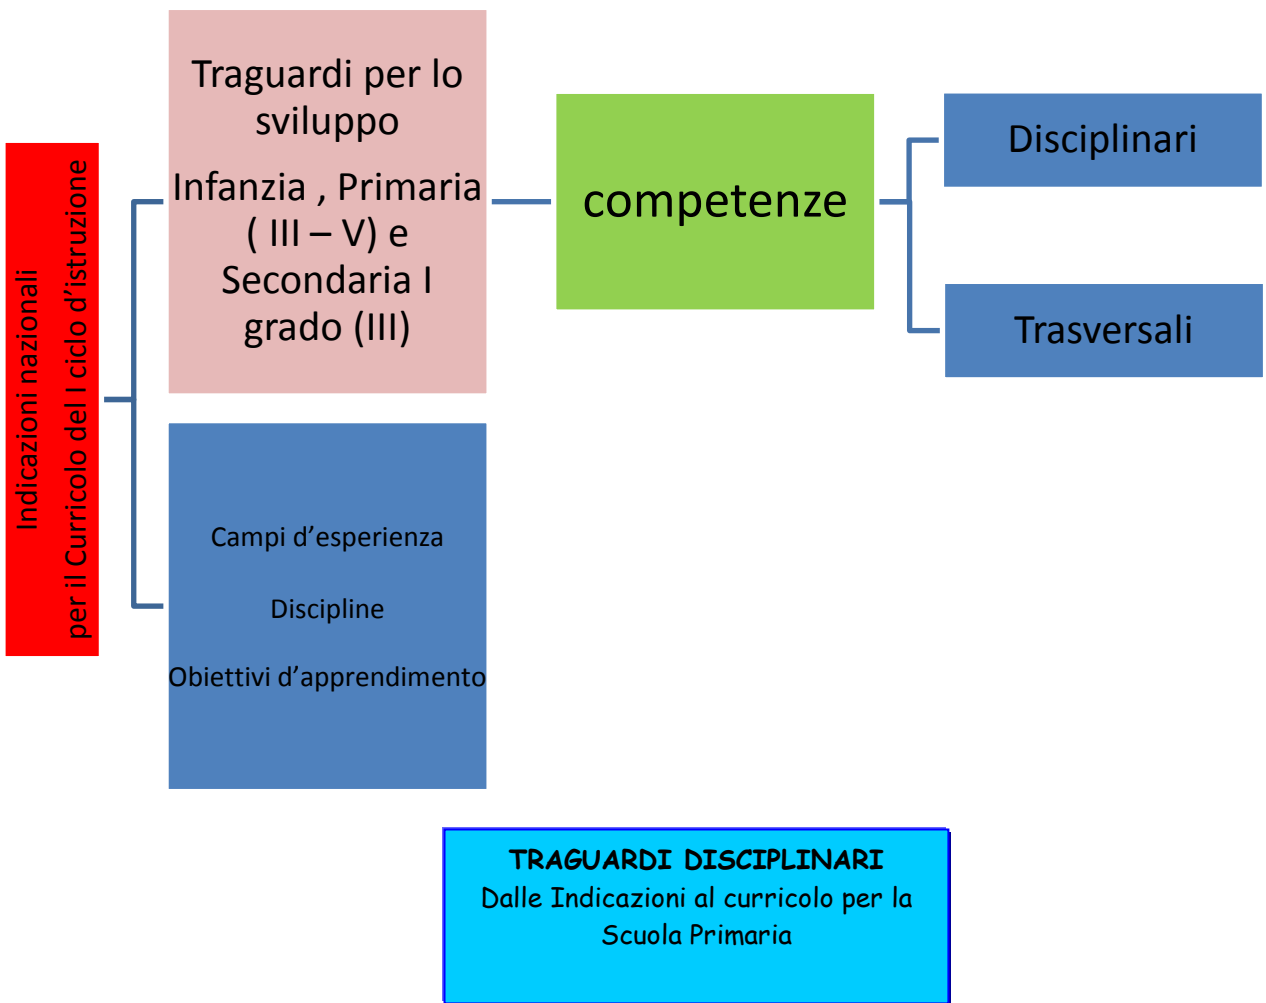 Indicazioni nazionali
per il Curricolo del I ciclo d’istruzione
Traguardi per lo
sviluppo
Infanzia , Primaria
( III – V) e
Secondaria I
grado (III)
competenze
Disciplinari
Trasversali
Campi d’esperienza
Discipline
Obiettivi d’apprendimento
TRAGUARDI DISCIPLINARI
Dalle Indicazioni al curricolo per la
Scuola Primaria